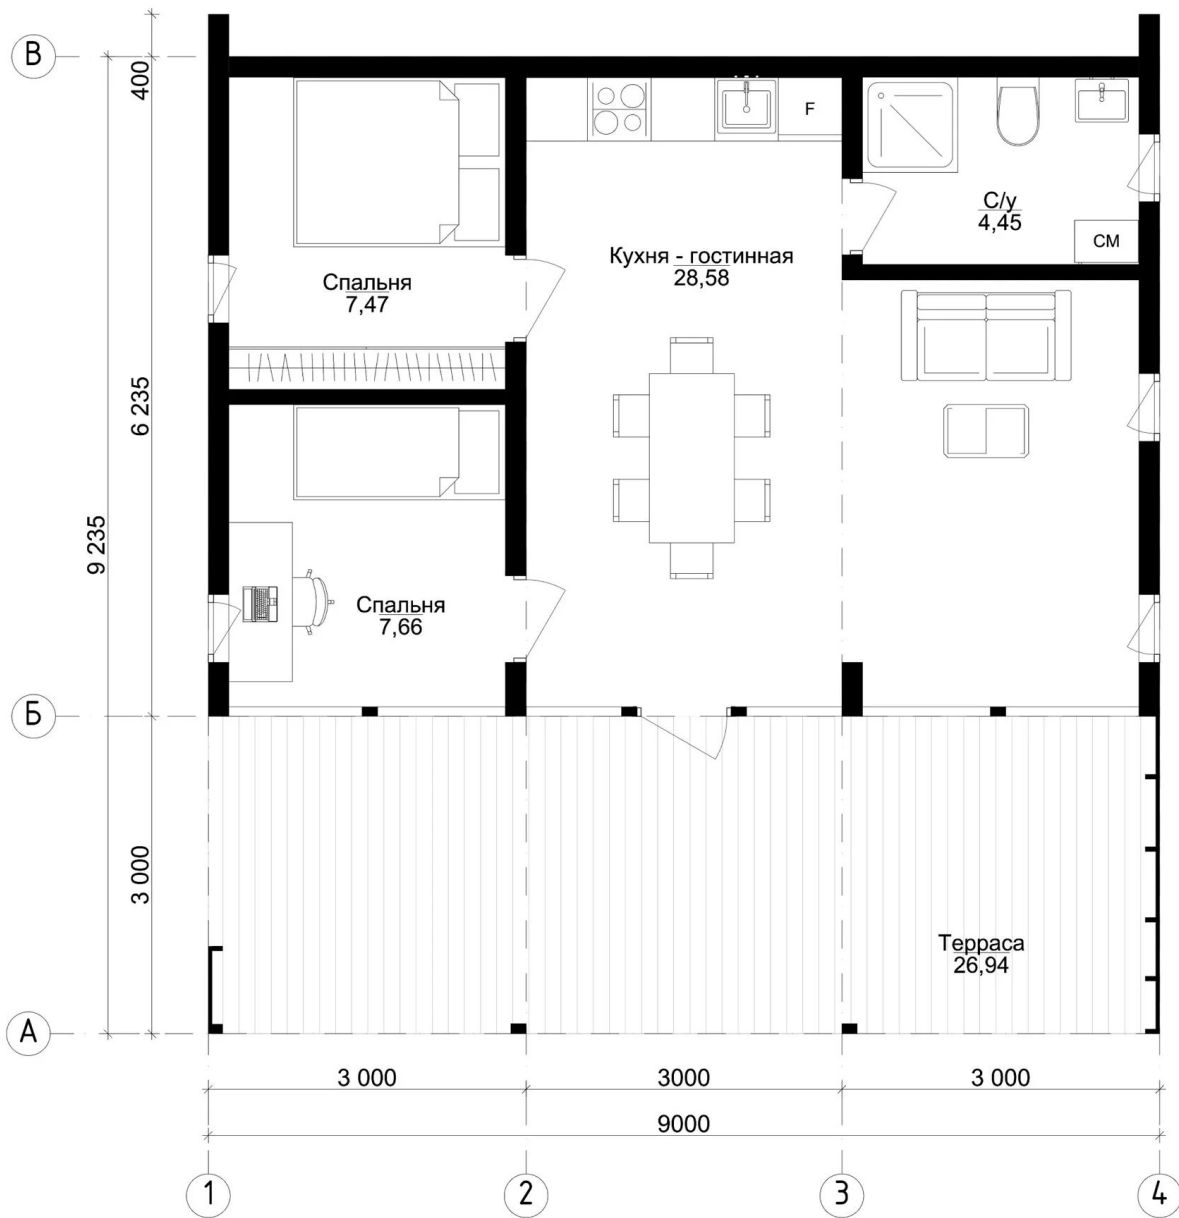 В
400
F
С/у
4,45
СМ
Кухня - гостинная
28,58
Спальня
7,47
6 235
9 235
Спальня
7,66
Б
3 000
Терраса
26,94
А
3 000
3000
3 000
9000
1
2
3
4